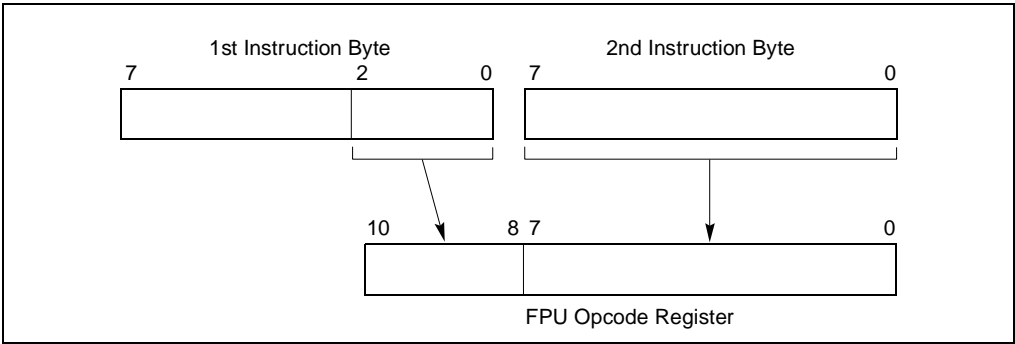 1st Instruction Byte 2nd Instruction Byte
7 2 0 7 0
10 8 7 0
FPU Opcode Register